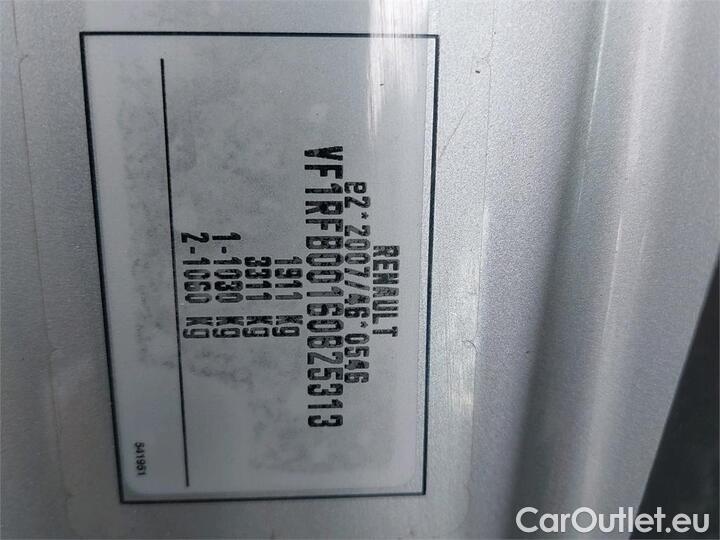 RENAULT
e2*2007/46*0546
VF1RFB00160825313
1911 kg
3311 kg
1-1030 kg
2-1060 kg
541951
CarOutlet.eu